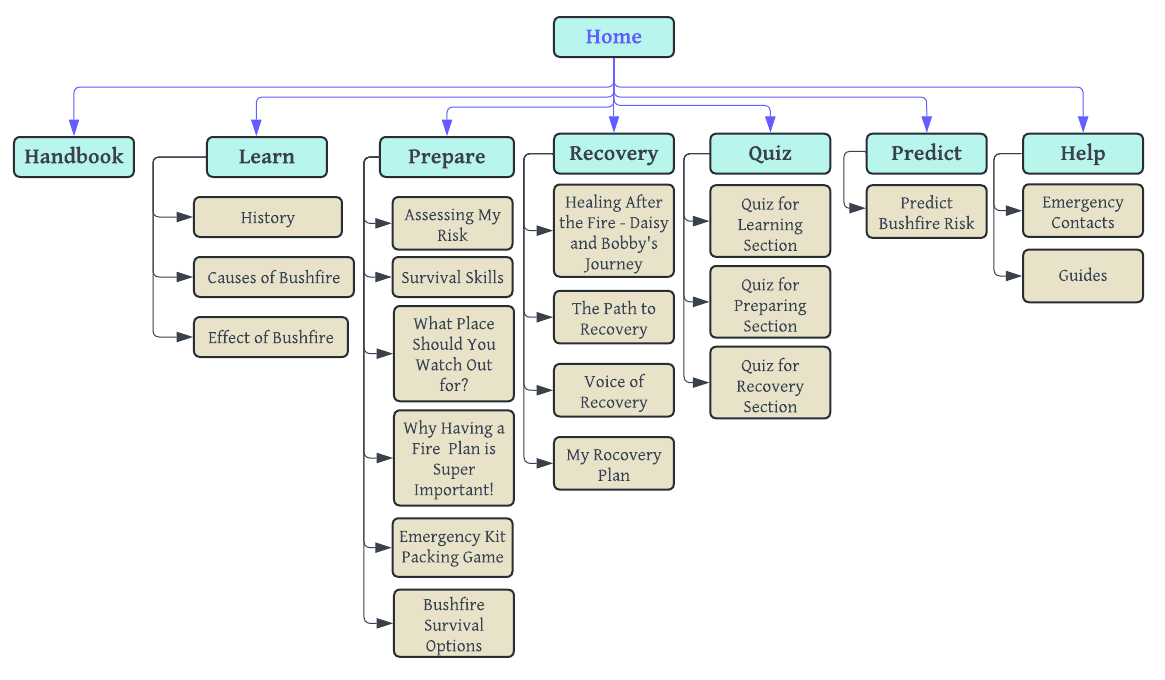 Home
Handbook
Learn
Prepare
Recovery
Quiz
Predict
Help
History
Causes of Bushfire
Effect of Bushfire
Assessing My
Risk
Survival Skills
What Place
Should You
Watch Out
for?
Why Having a
Fire Plan is
Super
Important!
Emergency Kit
Packing Game
Bushfire
Survival
Options
Healing After
the Fire - Daisy
and Bobby's
Journey
The Path to
Recovery
Voice of
Recovery
My Rocovery
Plan
Quiz for
Learning
Section
Quiz for
Preparing
Section
Quiz for
Recovery
Section
Predict
Bushfire Risk
Emergency
Contacts
Guides